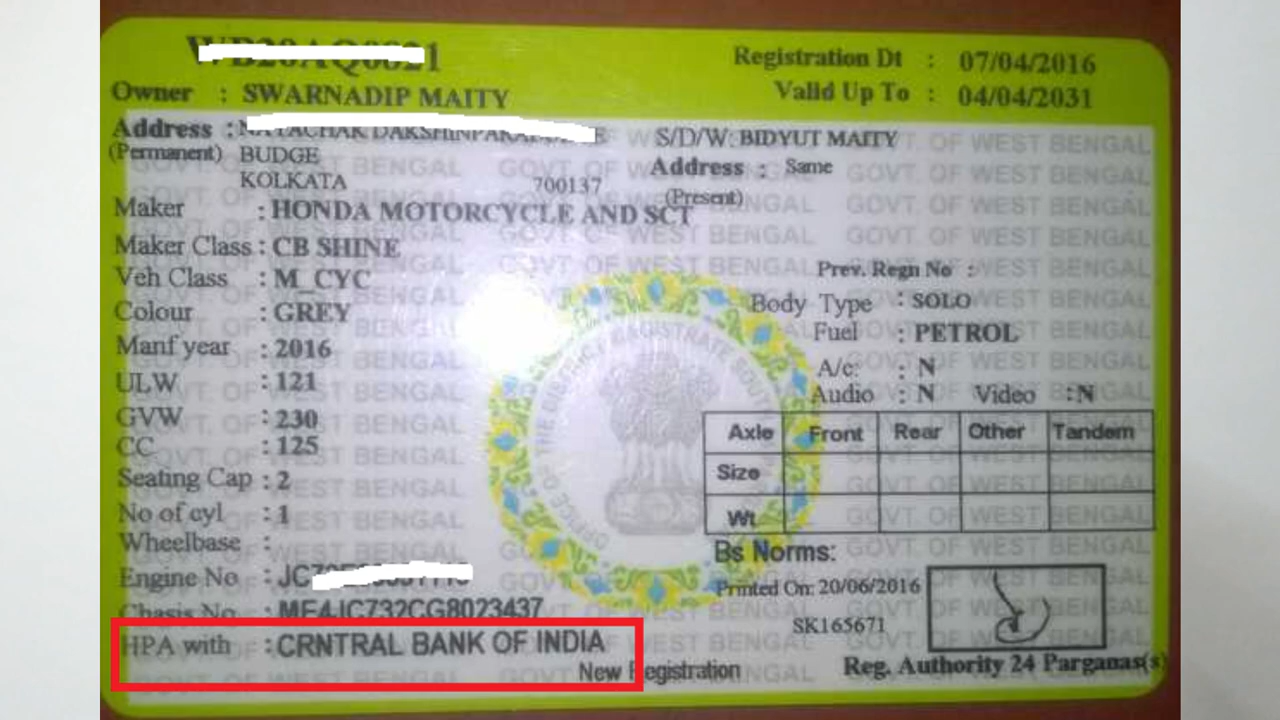 Registration Dt : 07/04/2016
Owner : SWARNADIP MAITY
Valid Up To : 04/04/2031
Address :
(Permanent) BUDGE
KOLKATA 700137
S/D/W: BIDYUT MAITY
Address : Same
(Present)
Maker : HONDA MOTORCYCLE AND SCT
Maker Class : CB SHINE
Veh Class : M_CYC
Prev. Regn No :
Colour : GREY
Body Type : SOLO
Manf year : 2016
Fuel : PETROL
ULW : 121
A/c: : N
Audio : N Video : N
GVW : 230
CC : 125
Seating Cap : 2
No of cyl : 1
Wheelbase :
Axle Front Rear Other Tandem
Size
Wt
Bs Norms:
Engine No :
Chasis No : ME4JC732CG8023437
Printed On: 20/06/2016
SK165671
HPA with : CRNTRAL BANK OF INDIA
New Registration
Reg. Authority 24 Parganas(s)
GOVT. OF WEST BENGAL